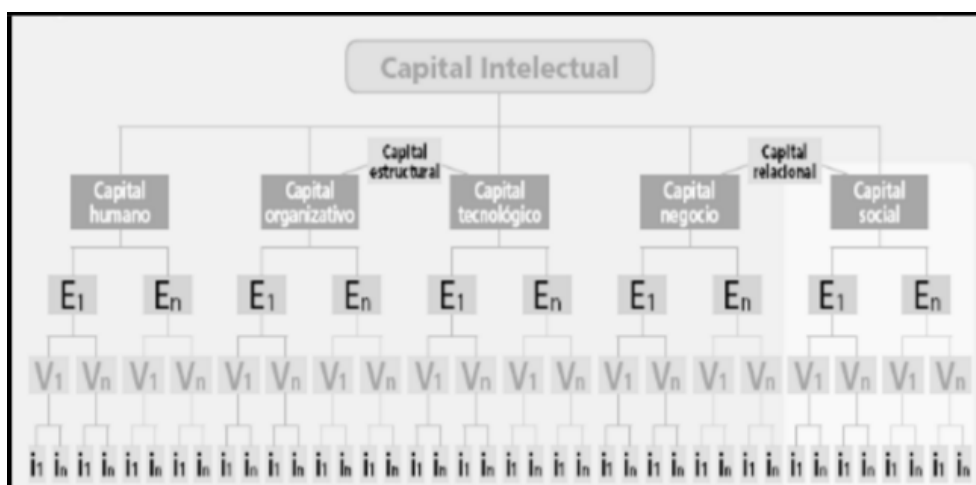 Capital Intelectual
Capital
estructural
Capital
relacional
Capital
humano
Capital
organizativo
Capital
tecnológico
Capital
negocio
Capital
social
E1 En E1 En E1 En E1 En E1 En
V1 Vn V1 Vn V1 Vn V1 Vn V1 Vn V1 Vn V1 Vn V1 Vn V1 Vn V1 Vn
i1 in i1 in i1 in i1 in i1 in i1 in i1 in i1 in i1 in i1 in i1 in i1 in i1 in i1 in i1 in i1 in i1 in i1 in i1 in i1 in